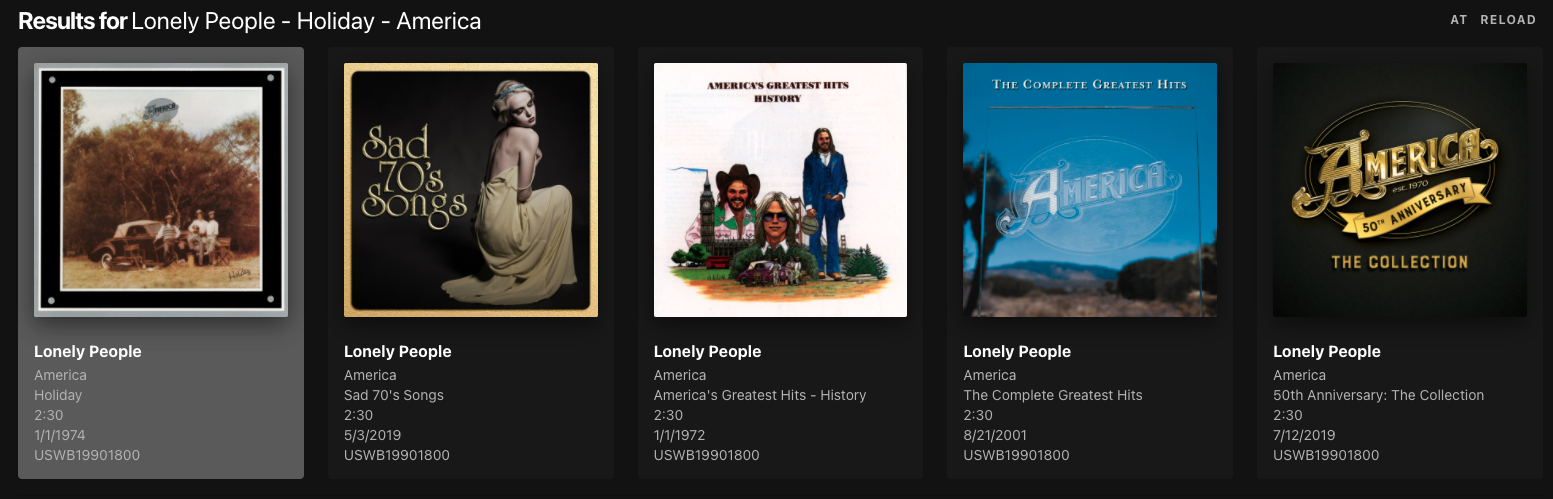 Results for Lonely People - Holiday - America
AT RELOAD
AMERICA
Holiday
Lonely People
America
Holiday
2:30
1/1/1974
USWB19901800
Sad
70's
Songs
Lonely People
America
Sad 70's Songs
2:30
5/3/2019
USWB19901800
AMERICA'S GREATEST HITS
HISTORY
Lonely People
America
America's Greatest Hits - History
2:30
1/1/1972
USWB19901800
THE COMPLETE GREATEST HITS
AMERICA
Lonely People
America
The Complete Greatest Hits
2:30
8/21/2001
USWB19901800
AMERICA
est. 1970
50TH ANNIVERSARY
THE COLLECTION
Lonely People
America
50th Anniversary: The Collection
2:30
7/12/2019
USWB19901800